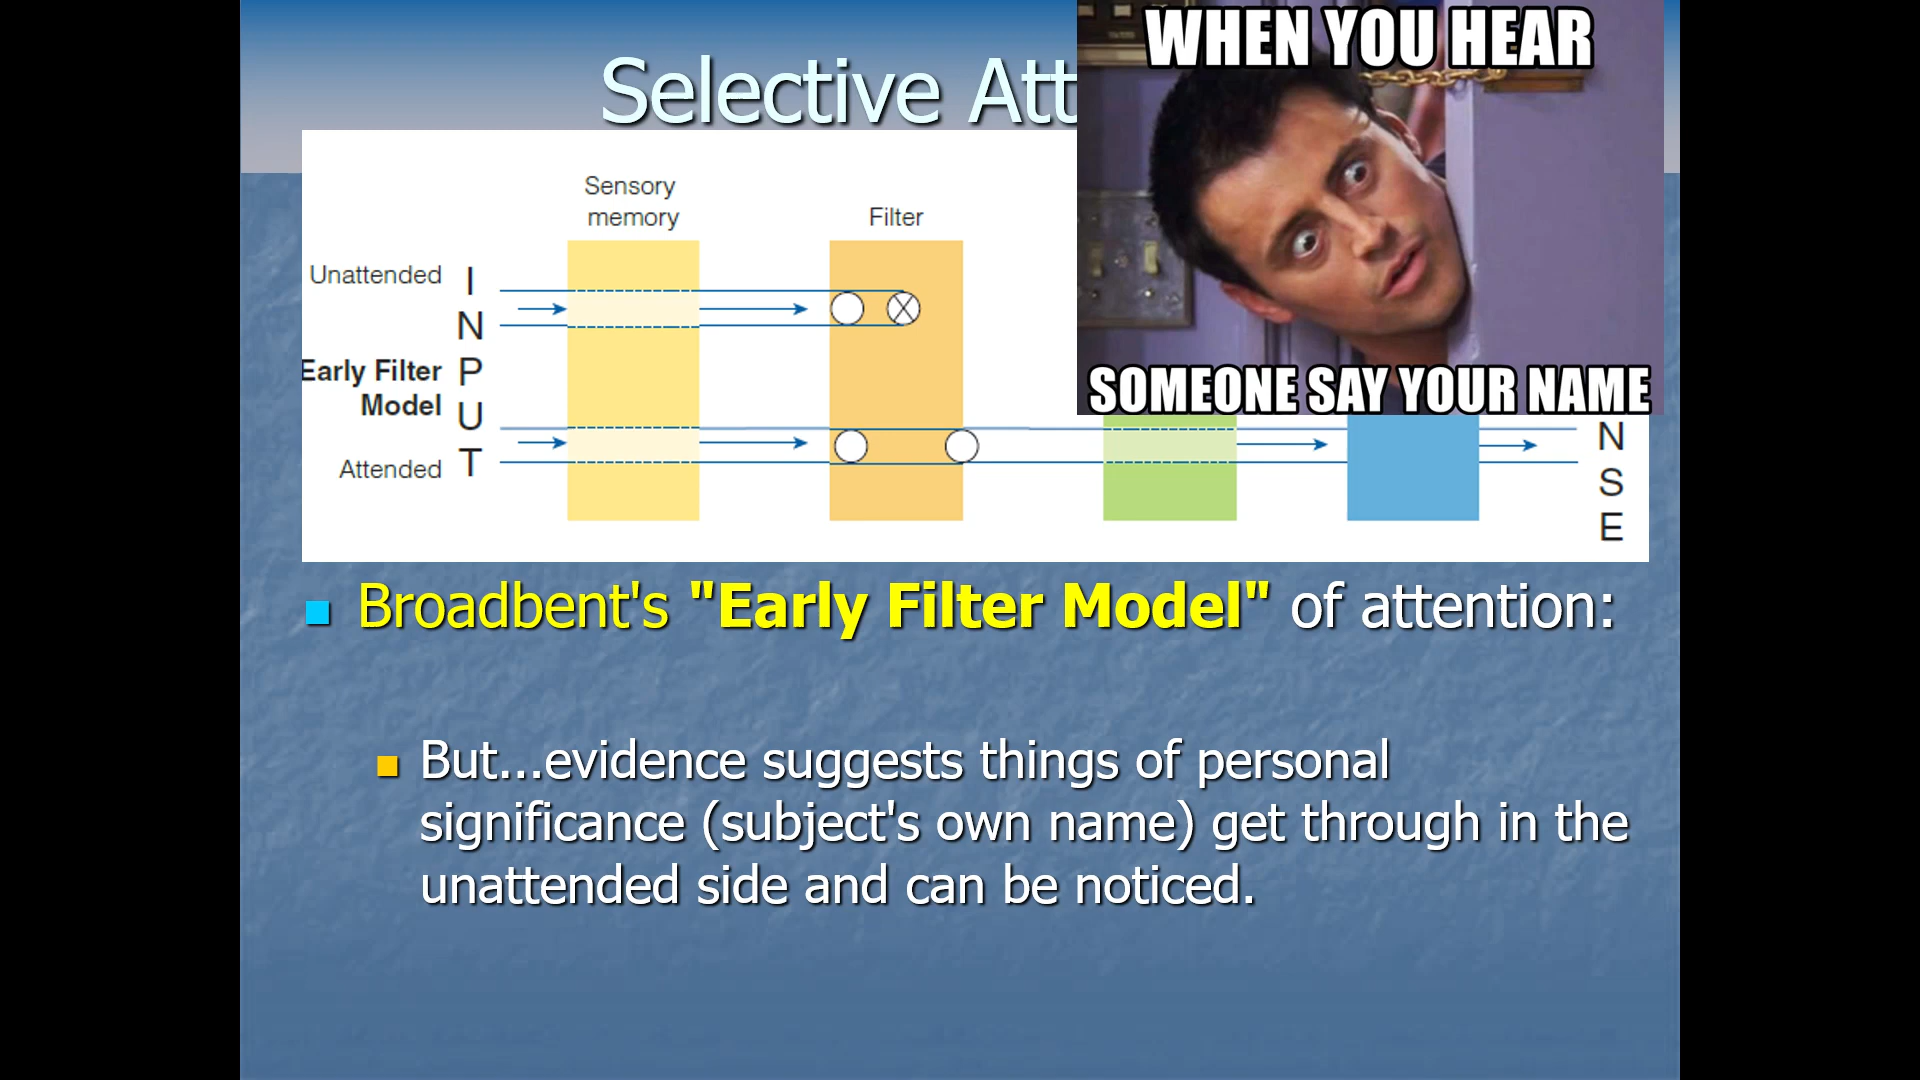 Selective Att
WHEN YOU HEAR
SOMEONE SAY YOUR NAME
Sensory
memory
Filter
Unattended
Early Filter
Model
Attended
I
N
P
U
T
N
S
E
Broadbent's "Early Filter Model" of attention:
But...evidence suggests things of personal
significance (subject's own name) get through in the
unattended side and can be noticed.